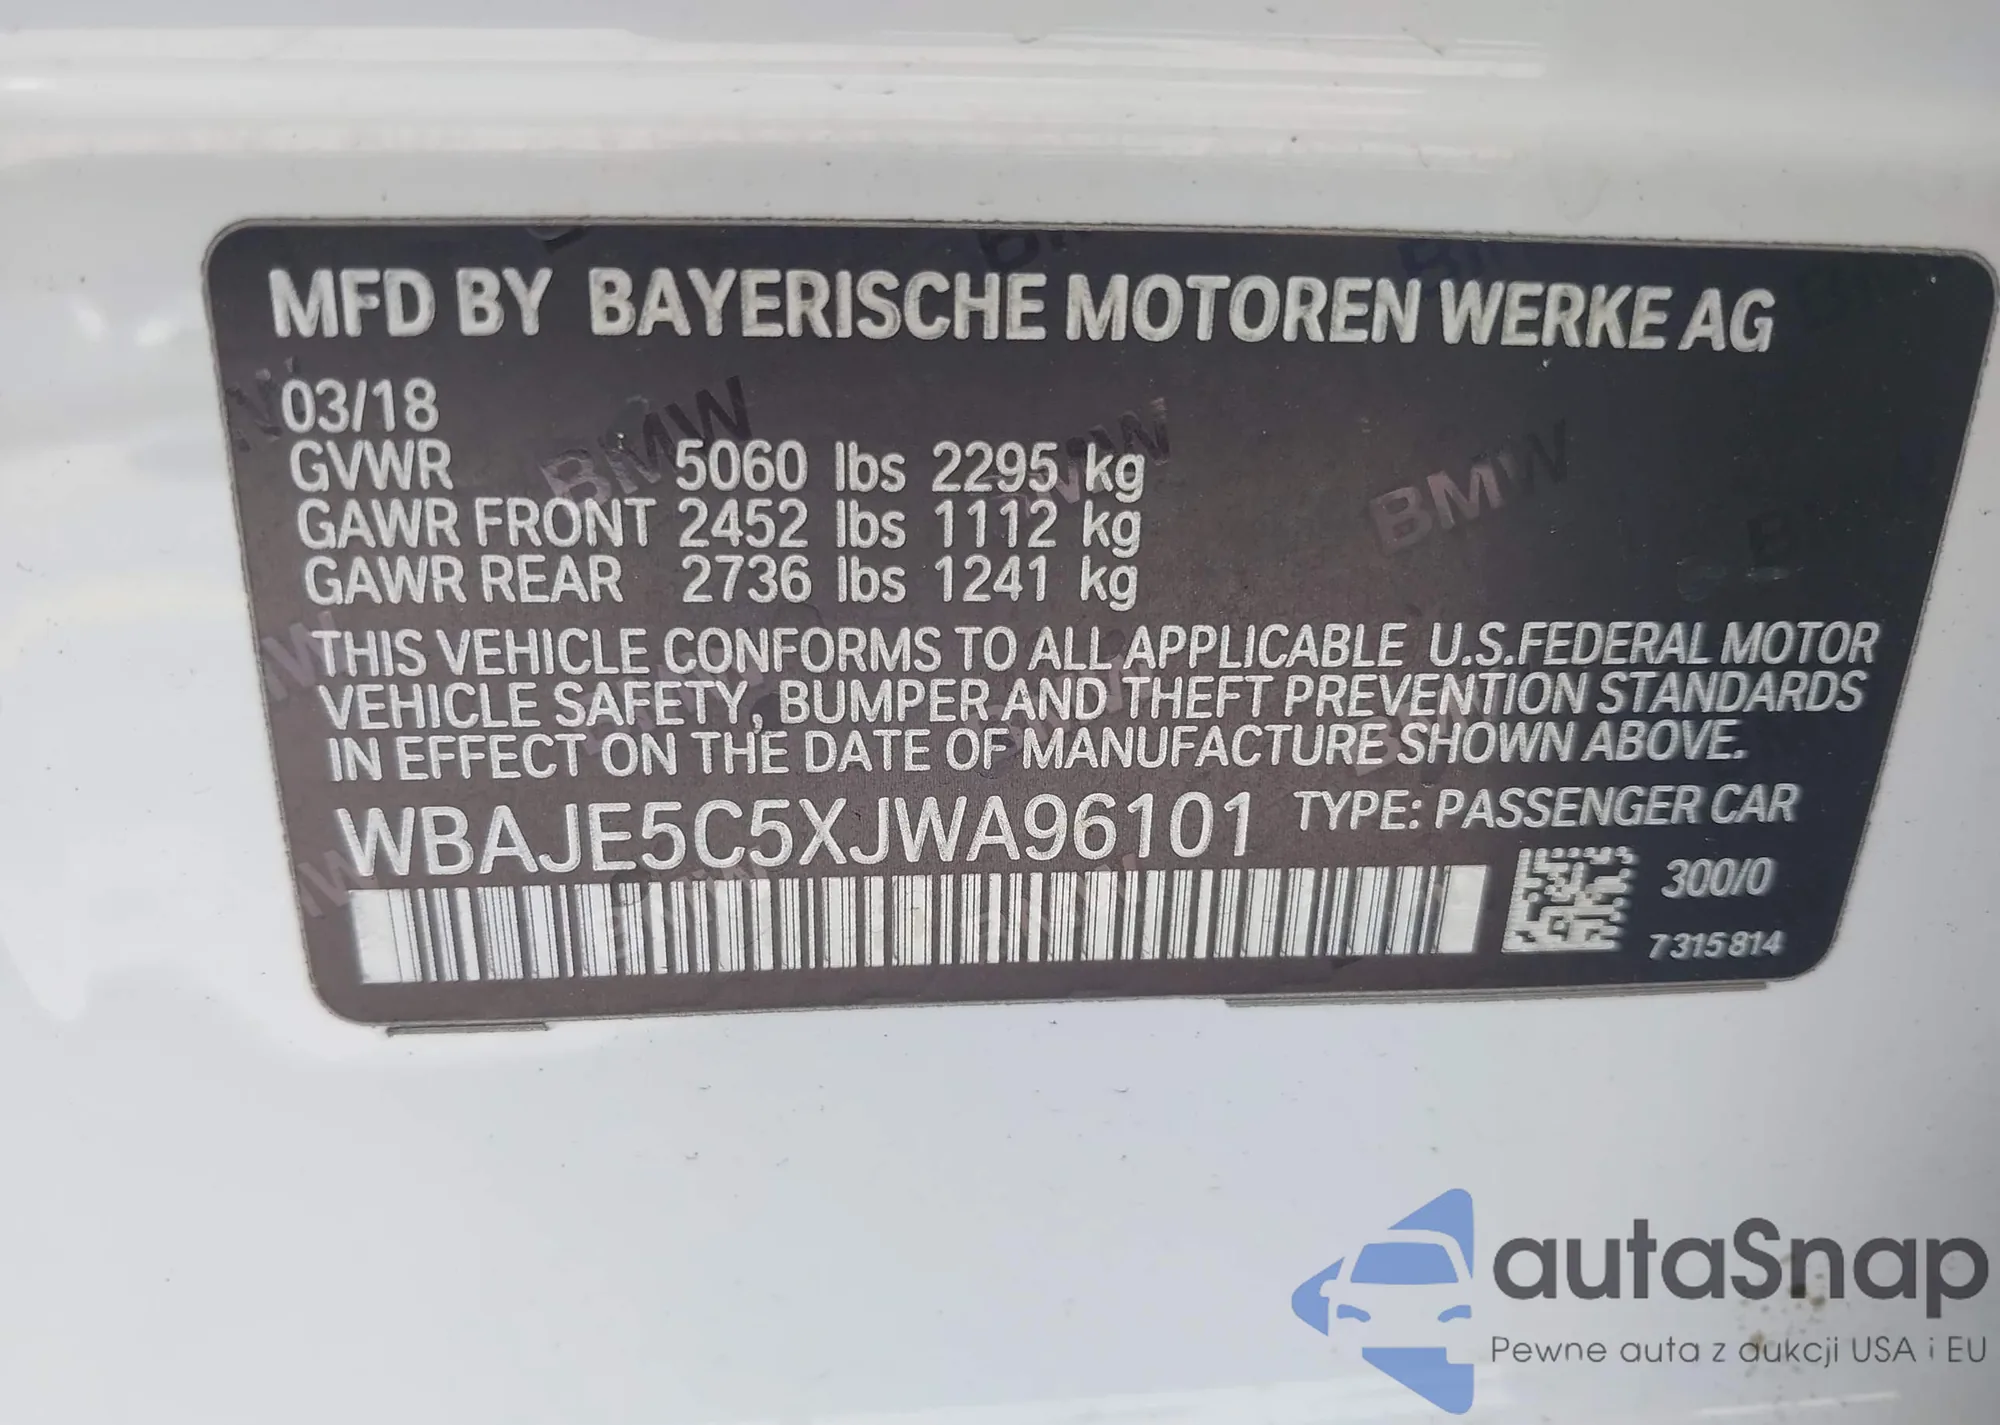 MFD BY BAYERISCHE MOTOREN WERKE AG
03/18
GVWR 5060 lbs 2295 kg
GAWR FRONT 2452 lbs 1112 kg
GAWR REAR 2736 lbs 1241 kg
THIS VEHICLE CONFORMS TO ALL APPLICABLE U.S.FEDERAL MOTOR
VEHICLE SAFETY, BUMPER AND THEFT PREVENTION STANDARDS
IN EFFECT ON THE DATE OF MANUFACTURE SHOWN ABOVE.
WBAJE5C5XJWA96101 TYPE: PASSENGER CAR
300/0
7315814
autaSnap
Pewne auta z aukcji USA i EU